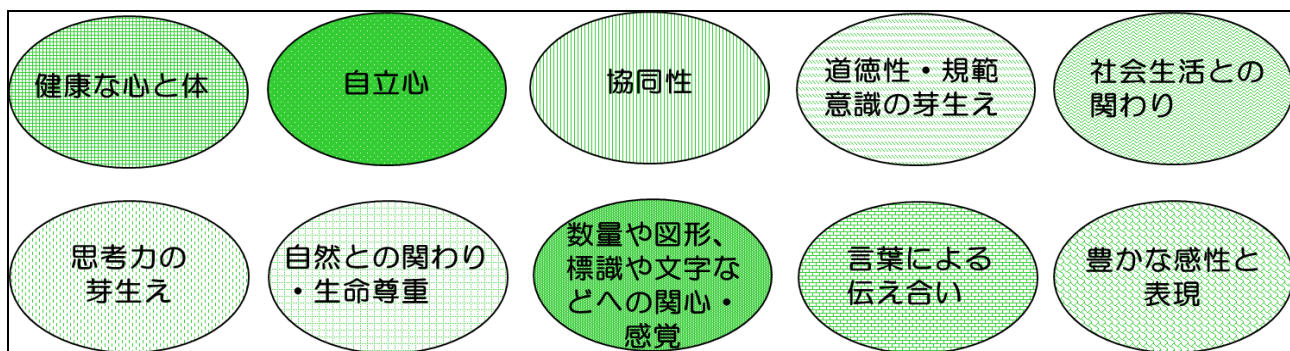 健康な心と体
自立心
協同性
道徳性・規範
意識の芽生え
社会生活との
関わり
思考力の
芽生え
自然との関わり
・生命尊重
数量や図形、
標識や文字な
どへの関心・
感覚
言葉による
伝え合い
豊かな感性と
表現